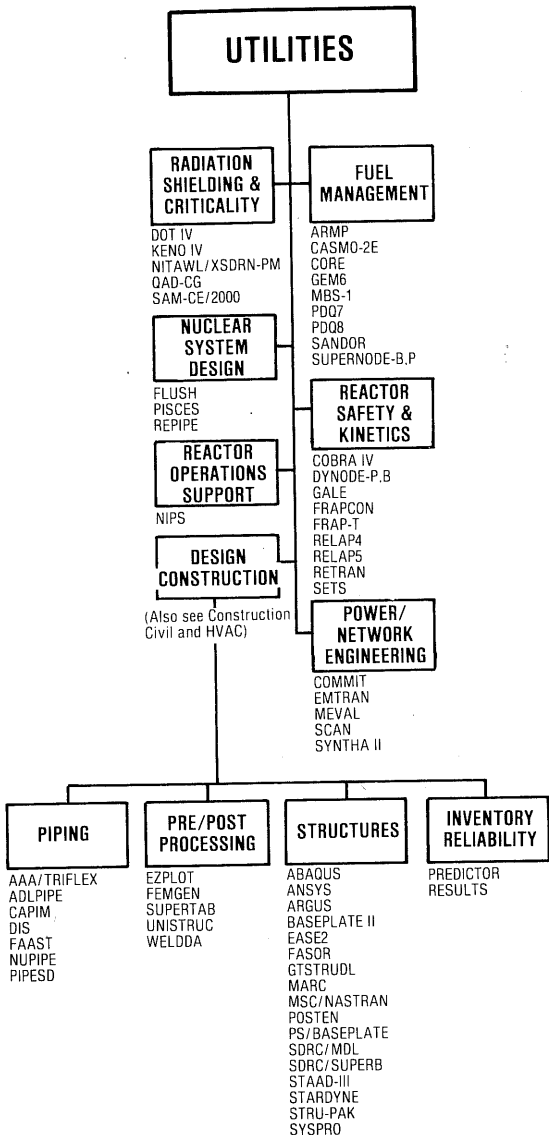 UTILITIES
RADIATION
SHIELDING &
CRITICALITY
DOT IV
KENO IV
NITAWL/XSDRN-PM
QAD-CG
SAM-CE/2000
FUEL
MANAGEMENT
ARMP
CASMO-2E
CORE
GEM6
MBS-1
PDQ7
PDQ8
SANDOR
SUPERNODE-B,P
NUCLEAR
SYSTEM
DESIGN
FLUSH
PISCES
REPIPE
REACTOR
SAFETY &
KINETICS
COBRA IV
DYNODE-P,B
GALE
FRAPCON
FRAP-T
RELAP4
RELAP5
RETRAN
SETS
REACTOR
OPERATIONS
SUPPORT
NIPS
DESIGN
CONSTRUCTION
(Also see Construction
Civil and HVAC)
POWER/
NETWORK
ENGINEERING
COMMIT
EMTRAN
MEVAL
SCAN
SYNTHA II
PIPING
AAA/TRIFLEX
ADLPIPE
CAPIM
DIS
FAAST
NUPIPE
PIPESD
PRE/POST
PROCESSING
EZPLOT
FEMGEN
SUPERTAB
UNISTRUC
WELDDA
STRUCTURES
ABAQUS
ANSYS
ARGUS
BASEPLATE II
EASE2
FASOR
GTSTRUDL
MARC
MSC/NASTRAN
POSTEN
PS/BASEPLATE
SDRC/MDL
SDRC/SUPERB
STAAD-III
STARDYNE
STRU-PAK
SYSPRO
INVENTORY
RELIABILITY
PREDICTOR
RESULTS